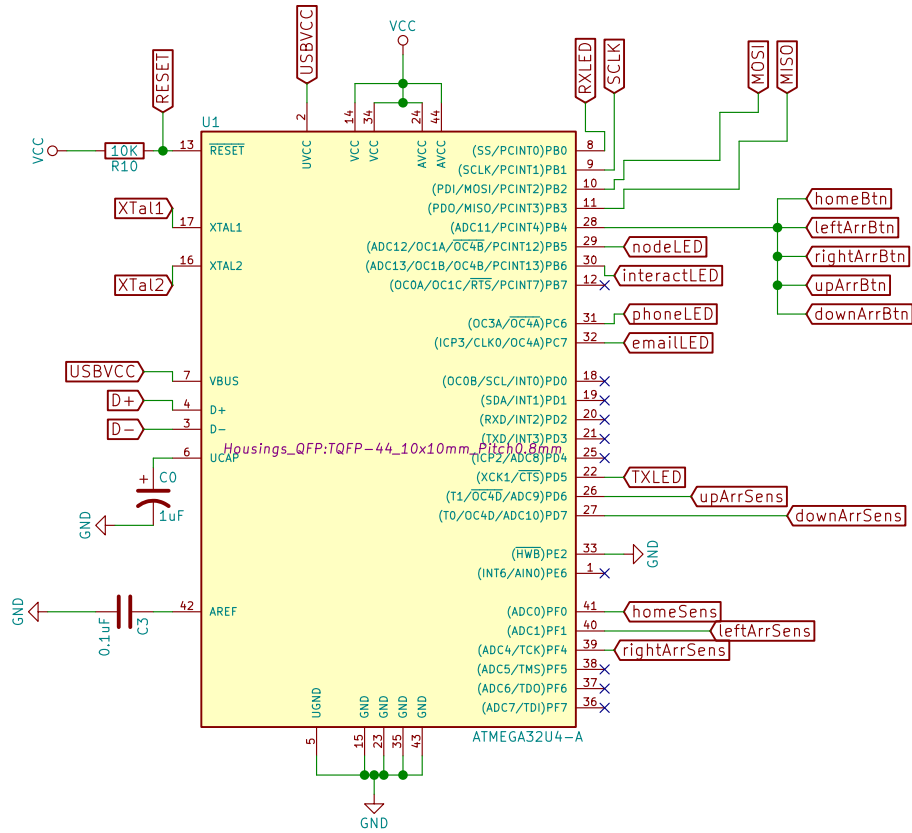 USBVCC
VCC
RXLED
SCLK
MOSI
MISO
RESET
U1
2
14
34
24
44
UVCC
VCC
VCC
AVCC
AVCC
VCC
10K
R10
13
RESET
XTal1
17
XTAL1
16
XTAL2
XTal2
USBVCC
7
VBUS
D+
4
D+
D-
3
D-
6
UCAP
+
C0
1uF
GND
Housings_QFP:TQFP-44_10x10mm_Pitch0.8mm
GND
0.1uF
C3
42
AREF
(SS/PCINT0)PB0
8
(SCLK/PCINT1)PB1
9
(PDI/MOSI/PCINT2)PB2
10
(PDO/MISO/PCINT3)PB3
11
(ADC11/PCINT4)PB4
28
(ADC12/OC1A/OC4B/PCINT12)PB5
29
nodeLED
(ADC13/OC1B/OC4B/PCINT13)PB6
30
interactLED
(OC0A/OC1C/RTS/PCINT7)PB7
12
homeBtn
leftArrBtn
rightArrBtn
upArrBtn
downArrBtn
(OC3A/OC4A)PC6
31
phoneLED
(ICP3/CLK0/OC4A)PC7
32
emailLED
(OC0B/SCL/INT0)PD0
18
(SDA/INT1)PD1
19
(RXD/INT2)PD2
20
(TXD/INT3)PD3
21
(ICP2/ADC8)PD4
25
(XCK1/CTS)PD5
22
TXLED
(T1/OC4D/ADC9)PD6
26
upArrSens
(T0/OC4D/ADC10)PD7
27
downArrSens
(HWB)PE2
33
GND
(INT6/AIN0)PE6
1
(ADC0)PF0
41
homeSens
(ADC1)PF1
40
leftArrSens
(ADC4/TCK)PF4
39
rightArrSens
(ADC5/TMS)PF5
38
(ADC6/TDO)PF6
37
(ADC7/TDI)PF7
36
UGND
GND
GND
GND
GND
5
15
23
35
43
ATMEGA32U4-A
GND